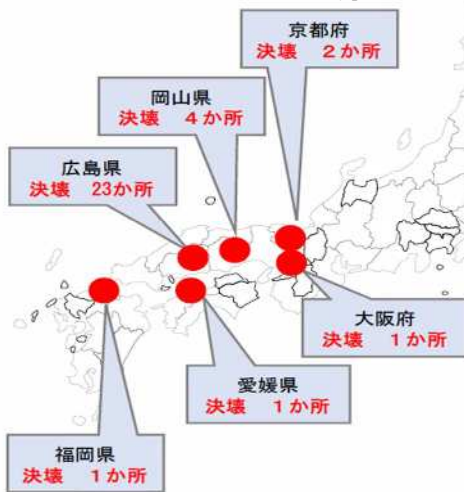 京都府
決壊　２か所
岡山県
決壊　４か所
広島県
決壊　23か所
大阪府
決壊　１か所
愛媛県
決壊　１か所
福岡県
決壊　１か所